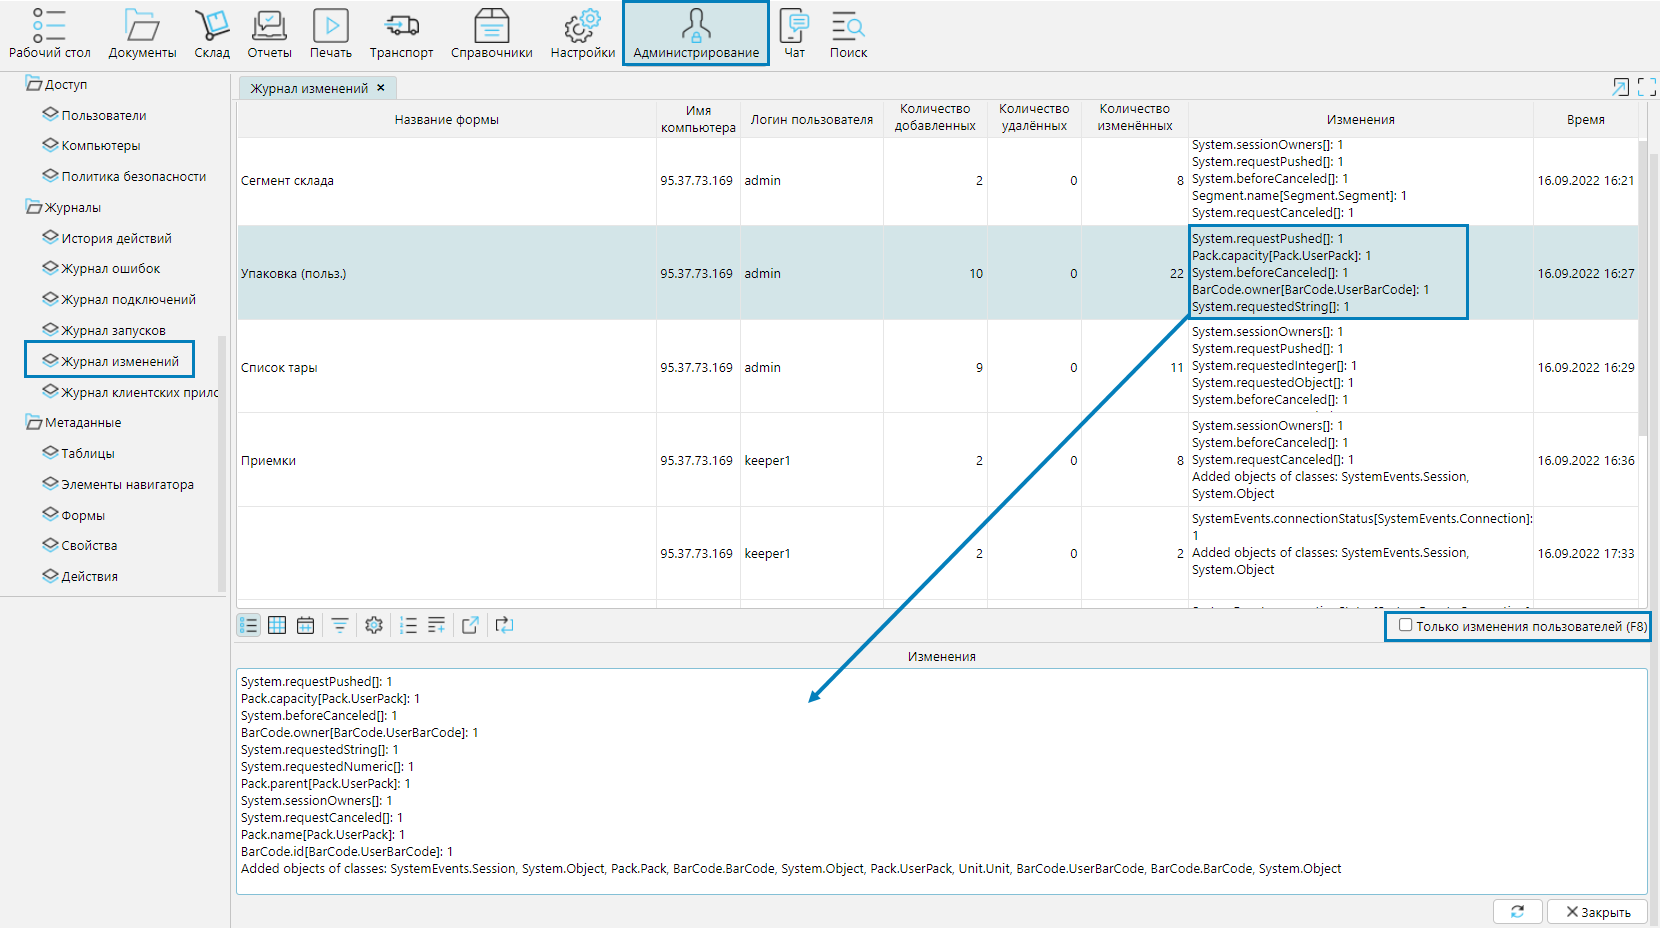 Рабочий стол
Документы
Склад
Отчеты
Печать
Транспорт
Справочники
Настройки
Администрирование
Чат
Поиск
Доступ
Пользователи
Компьютеры
Политика безопасности
Журналы
История действий
Журнал ошибок
Журнал подключений
Журнал запусков
Журнал изменений
Журнал клиентских прило
Метаданные
Таблицы
Элементы навигатора
Формы
Свойства
Действия
Журнал изменений ×
Название формы
Имя
компьютера
Логин пользователя
Количество
добавленных
Количество
удалённых
Количество
изменённых
Изменения
Время
Сегмент склада
95.37.73.169
admin
2
0
8
System.sessionOwners[]: 1
System.requestPushed[]: 1
System.beforeCanceled[]: 1
Segment.name[Segment.Segment]: 1
System.requestCanceled[]: 1
16.09.2022 16:21
Упаковка (польз.)
95.37.73.169
admin
10
0
22
System.requestPushed[]: 1
Pack.capacity[Pack.UserPack]: 1
System.beforeCanceled[]: 1
BarCode.owner[BarCode.UserBarCode]: 1
System.requestedString[]: 1
16.09.2022 16:27
Список тары
95.37.73.169
admin
9
0
11
System.sessionOwners[]: 1
System.requestPushed[]: 1
System.requestedInteger[]: 1
System.requestedObject[]: 1
System.beforeCanceled[]: 1
16.09.2022 16:29
Приемки
95.37.73.169
keeper1
2
0
8
System.sessionOwners[]: 1
System.beforeCanceled[]: 1
System.requestCanceled[]: 1
Added objects of classes: SystemEvents.Session,
System.Object
16.09.2022 16:36
95.37.73.169
keeper1
2
0
2
SystemEvents.connectionStatus[SystemEvents.Connection]:
1
Added objects of classes: SystemEvents.Session,
System.Object
16.09.2022 17:33
Только изменения пользователей (F8)
Изменения
System.requestPushed[]: 1
Pack.capacity[Pack.UserPack]: 1
System.beforeCanceled[]: 1
BarCode.owner[BarCode.UserBarCode]: 1
System.requestedString[]: 1
System.requestedNumeric[]: 1
Pack.parent[Pack.UserPack]: 1
System.sessionOwners[]: 1
System.requestCanceled[]: 1
Pack.name[Pack.UserPack]: 1
BarCode.id[BarCode.UserBarCode]: 1
Added objects of classes: SystemEvents.Session, System.Object, Pack.Pack, BarCode.BarCode, System.Object, Pack.UserPack, Unit.Unit, BarCode.UserBarCode, BarCode.BarCode, System.Object
Закрыть